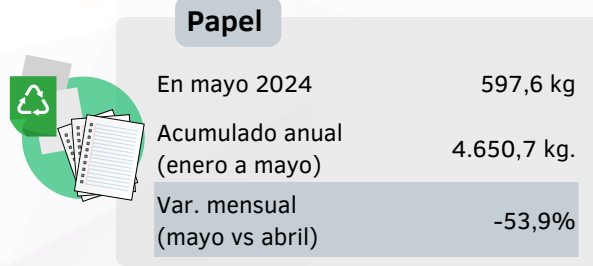 Papel
En mayo 2024 597,6 kg
Acumulado anual
(enero a mayo) 4.650,7 kg.
Var. mensual
(mayo vs abril) -53,9%